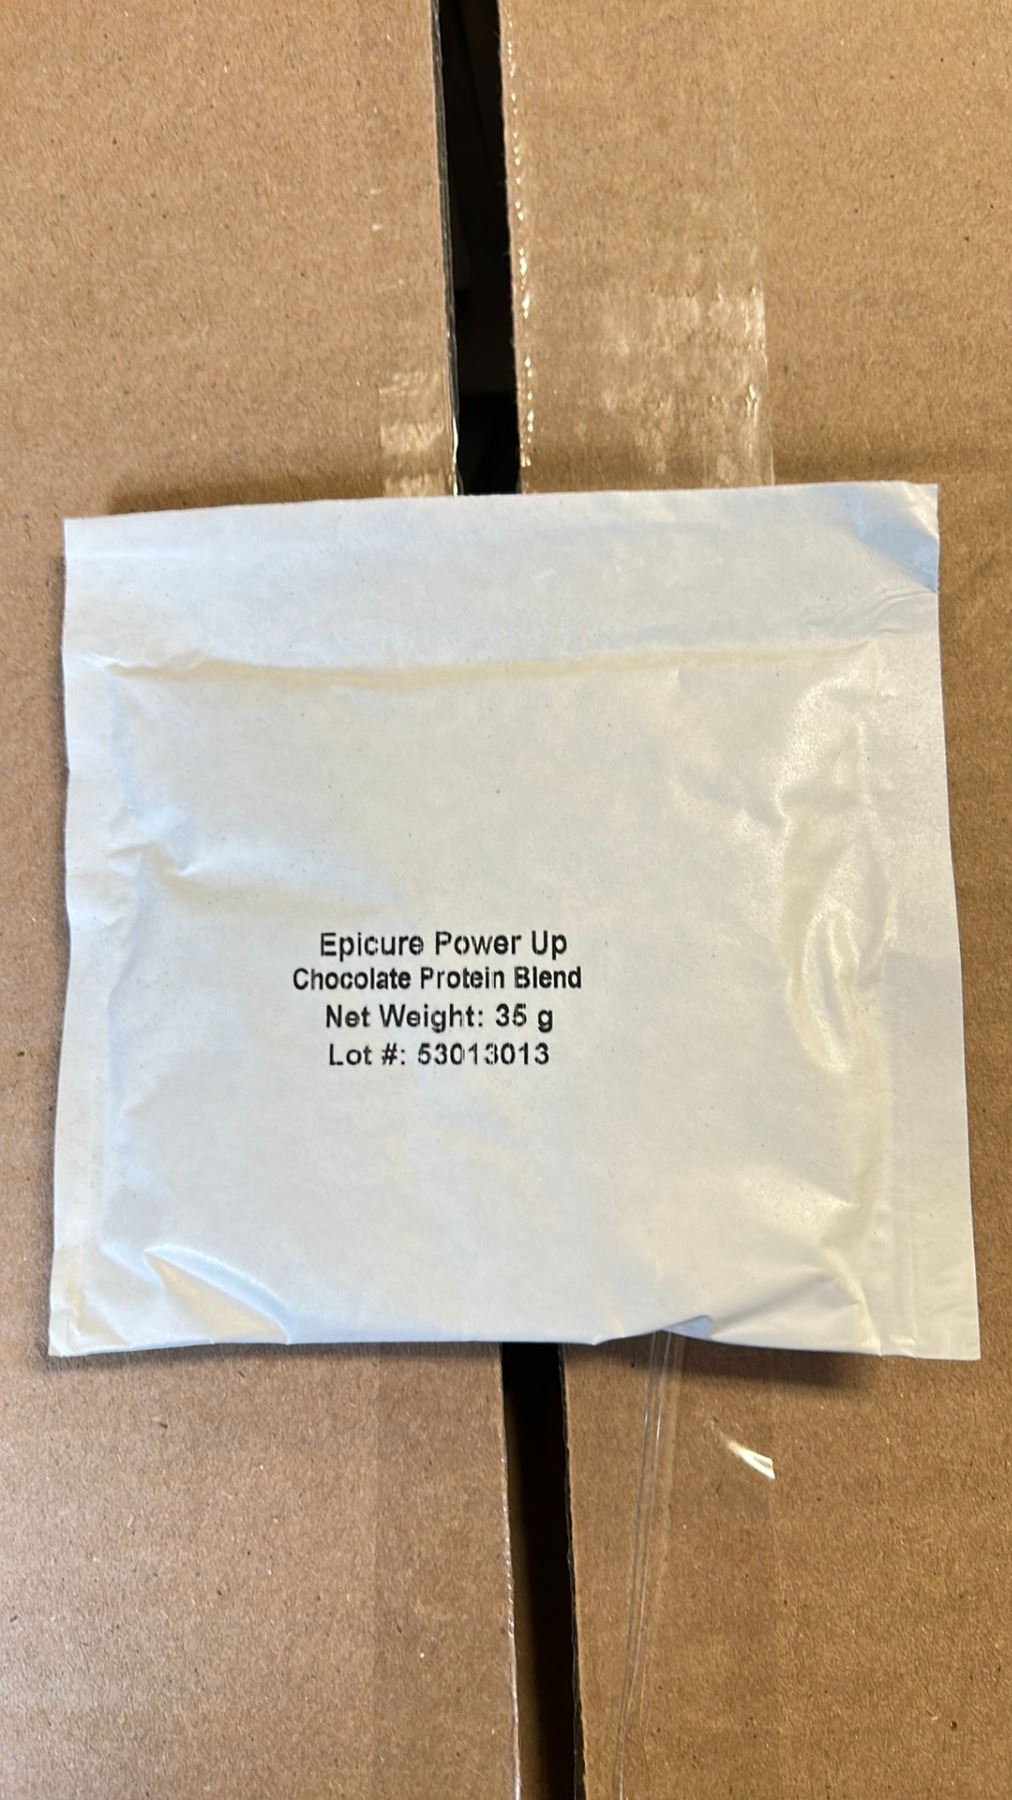 Epicure Power Up
Chocolate Protein Blend
Net Weight: 35 g
Lot #: 53013013